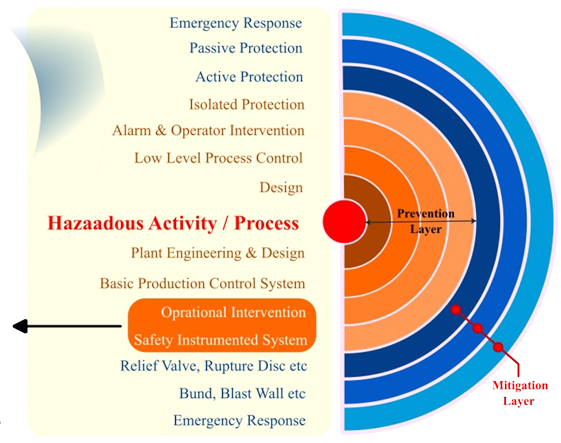 Emergency Response
Passive Protection
Active Protection
Isolated Protection
Alarm & Operator Intervention
Low Level Process Control
Design
Hazaadous Activity / Process
Plant Engineering & Design
Basic Production Control System
Oprational Intervention
Safety Instrumented System
Relief Valve, Rupture Disc etc
Bund, Blast Wall etc
Emergency Response
Prevention
Layer
Mitigation
Layer